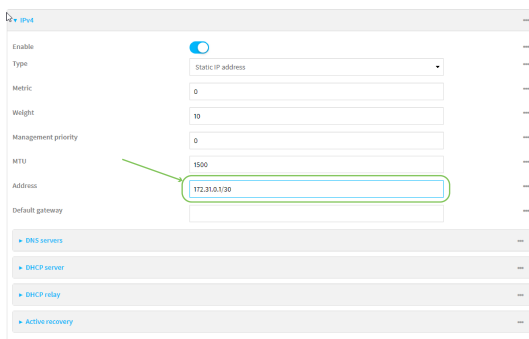 IPv4
Enable
Type Static IP address
Metric 0
Weight 10
Management priority 0
MTU 1500
Address 172.31.0.1/30
Default gateway
DNS servers
DHCP server
DHCP relay
Active recovery